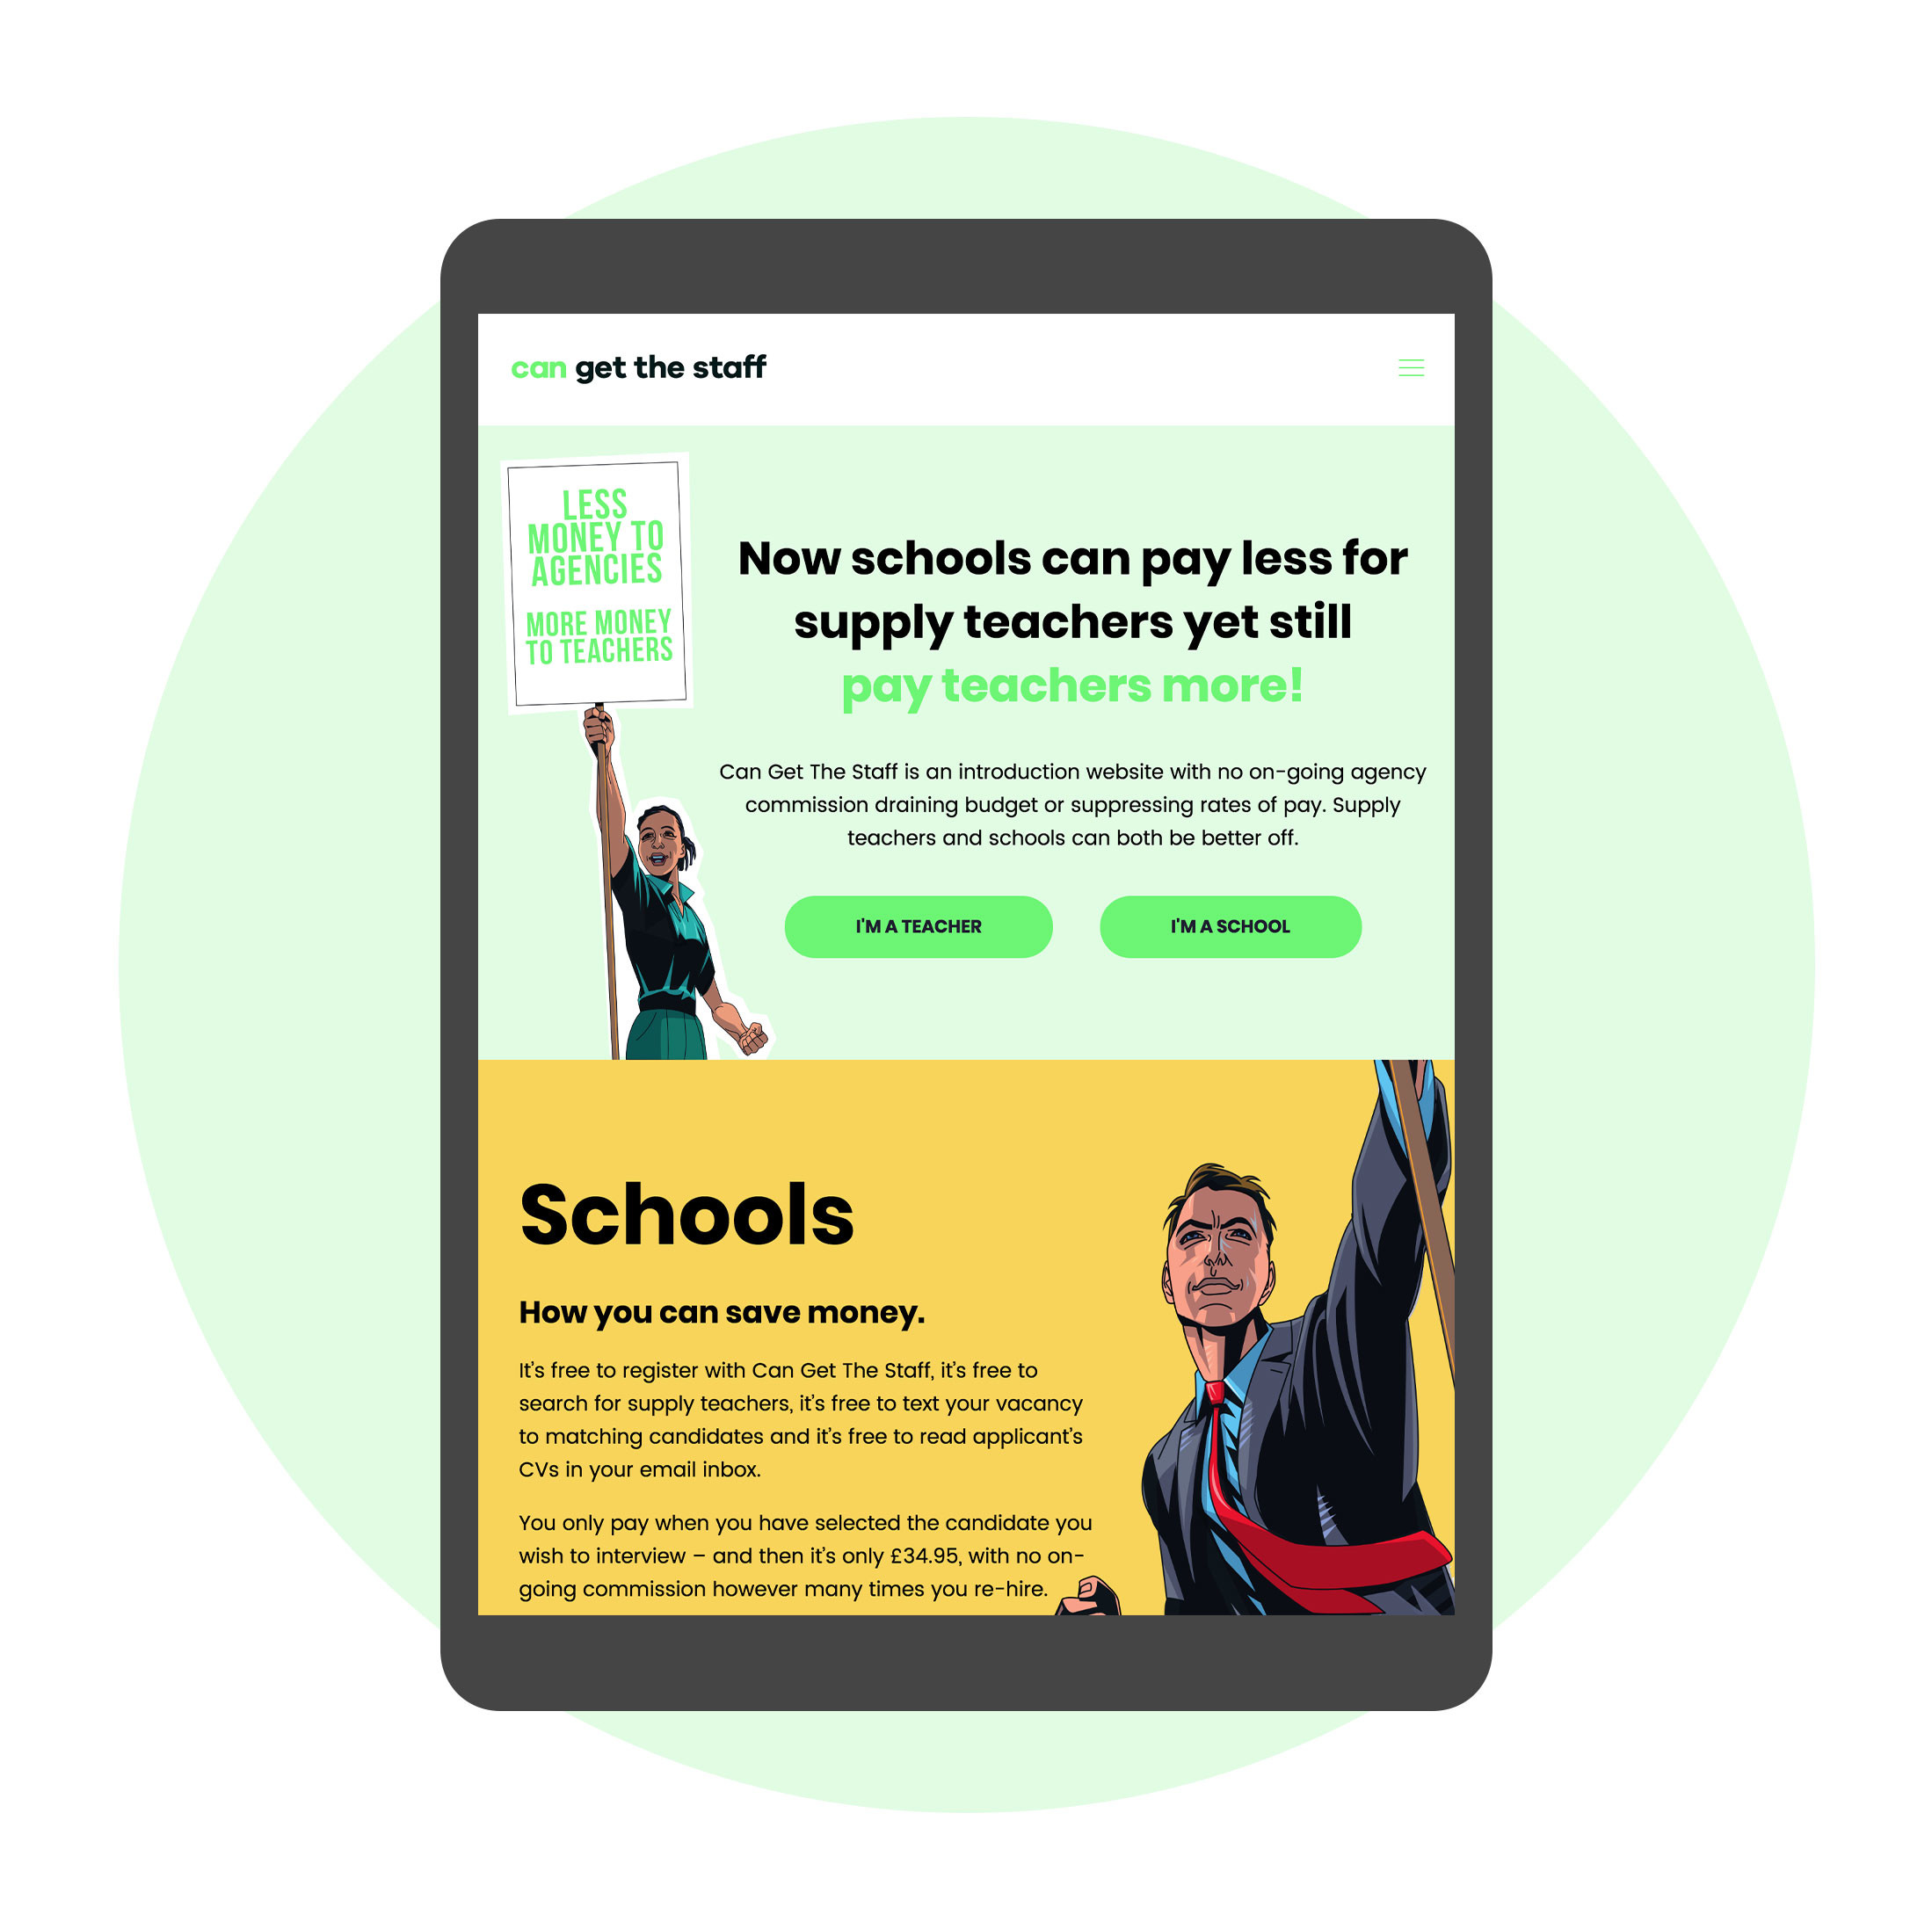 can get the staff
LESS
MONEY TO
AGENCIES
MORE MONEY
TO TEACHERS
Now schools can pay less for
supply teachers yet still
pay teachers more!
Can Get The Staff is an introduction website with no on-going agency
commission draining budget or suppressing rates of pay. Supply
teachers and schools can both be better off.
I'M A TEACHER
I'M A SCHOOL
Schools
How you can save money.
It’s free to register with Can Get The Staff, it’s free to
search for supply teachers, it’s free to text your vacancy
to matching candidates and it’s free to read applicant’s
CVs in your email inbox.
You only pay when you have selected the candidate you
wish to interview – and then it’s only £34.95, with no on-
going commission however many times you re-hire.